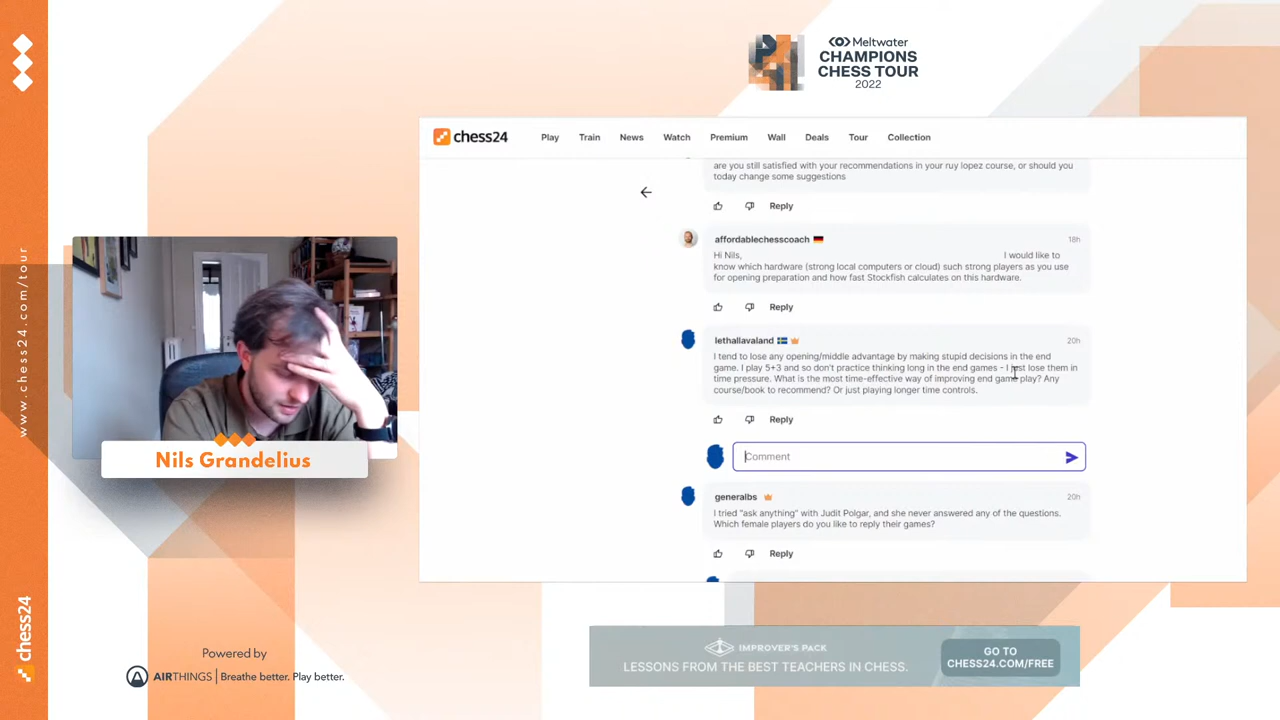 www.chess24.com/tour
chess24
Meltwater
CHAMPIONS
CHESS TOUR
2022
chess24
Play
Train
News
Watch
Premium
Wall
Deals
Tour
Collection
are you still satisfied with your recommendations in your ruy lopez course, or should you
today change some suggestions
Reply
affordablechesscoach
18h
Hi Nils, I would like to
know which hardware (strong local computers or cloud) such strong players as you use
for opening preparation and how fast Stockfish calculates on this hardware.
Reply
lethallavaland
20h
I tend to lose any opening/middle advantage by making stupid decisions in the end
game. I play 5+3 and so don't practice thinking long in the end games - I just lose them in
time pressure. What is the most time-effective way of improving end game play? Any
course/book to recommend? Or just playing longer time controls.
Reply
Comment
generalbs
20h
I tried "ask anything" with Judit Polgar, and she never answered any of the questions.
Which female players do you like to reply their games?
Reply
Nils Grandelius
Powered by
AIRTHINGS | Breathe better. Play better.
IMPROVER'S PACK
LESSONS FROM THE BEST TEACHERS IN CHESS.
GO TO
CHESS24.COM/FREE